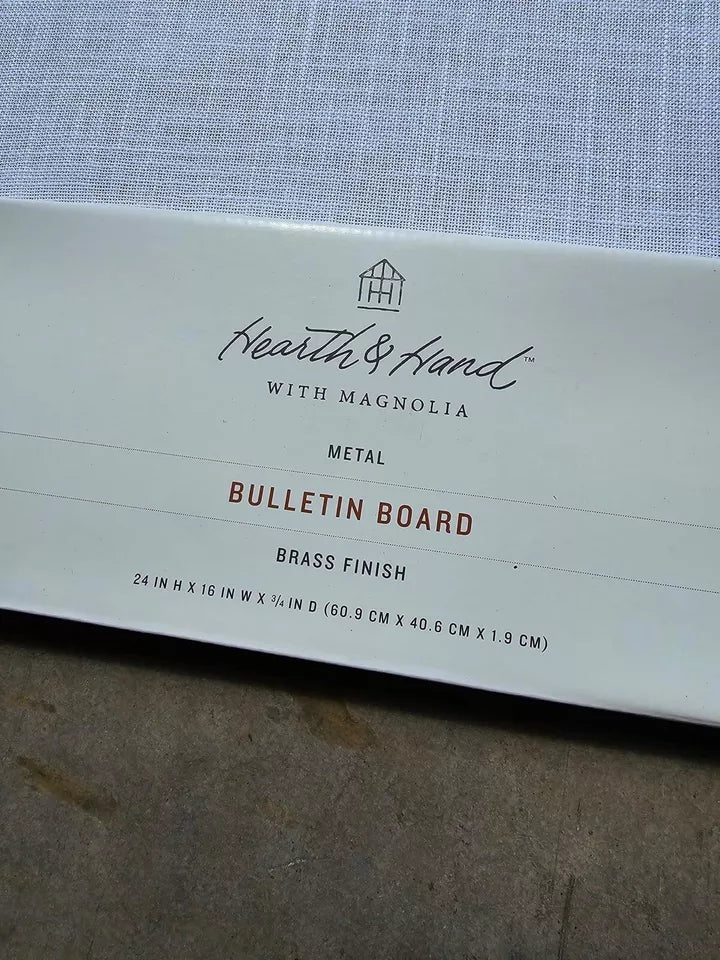 Hearth & Hand™
WITH MAGNOLIA
METAL
BULLETIN BOARD
BRASS FINISH
24 IN H X 16 IN W X 3/4 IN D (60.9 CM X 40.6 CM X 1.9 CM)